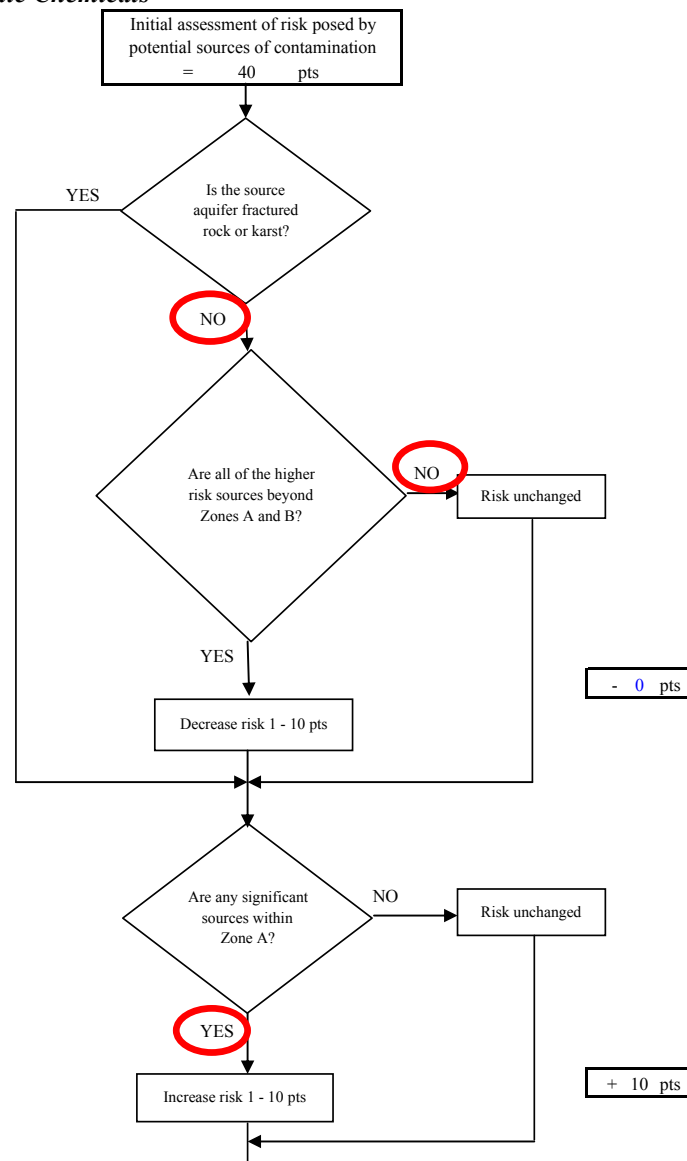 Initial assessment of risk posed by
potential sources of contamination
= 40 pts
Is the source
aquifer fractured
rock or karst?
YES
NO
Are all of the higher
risk sources beyond
Zones A and B?
NO
Risk unchanged
YES
- 0 pts
Decrease risk 1 - 10 pts
Are any significant
sources within
Zone A?
NO
Risk unchanged
YES
+ 10 pts
Increase risk 1 - 10 pts